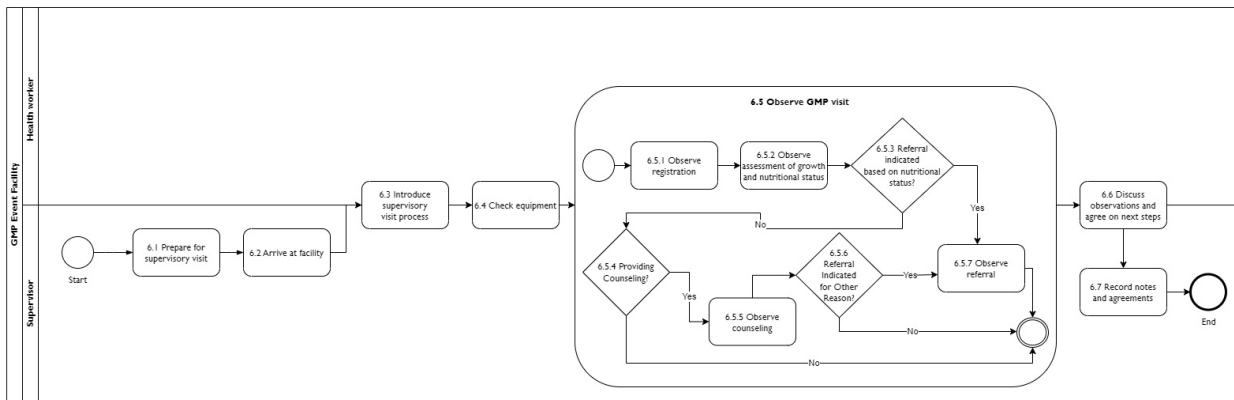 GMP Event Facility
Health worker
Supervisor
Start
6.1 Prepare for
supervisory visit
6.2 Arrive at facility
6.3 Introduce
supervisory
visit process
6.4 Check equipment
6.5 Observe GMP visit
6.5.1 Observe
registration
6.5.2 Observe
assessment of growth
and nutritional status
6.5.3 Referral
indicated
based on nutritional
status?
No
Yes
6.5.4 Providing
Counseling?
Yes
6.5.5 Observe
counseling
6.5.6
Referral
Indicated
for Other
Reason?
Yes
6.5.7 Observe
referral
No
No
6.6 Discuss
observations and
agree on next steps
6.7 Record notes
and agreements
End